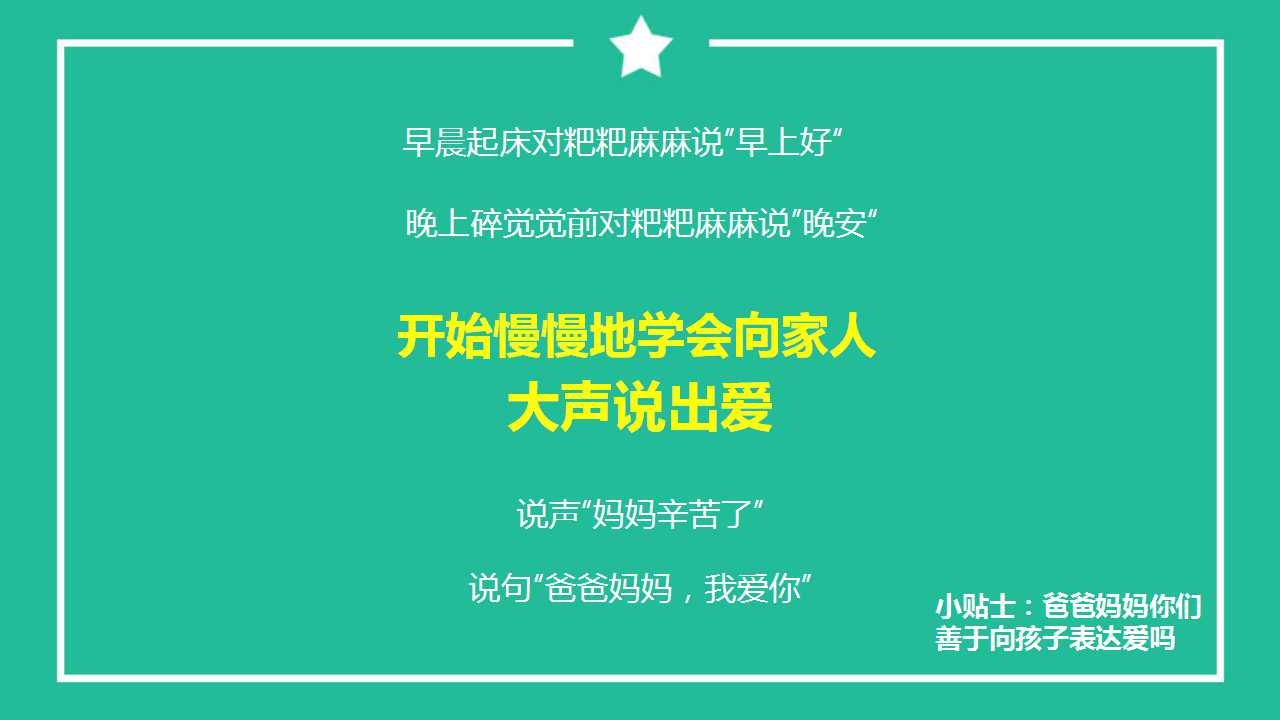 早晨起床对粑粑麻麻说"早上好"
晚上碎觉觉前对粑粑麻麻说"晚安"
开始慢慢地学会向家人
大声说出爱
说声"妈妈辛苦了"
说句"爸爸妈妈，我爱你"
小贴士：爸爸妈妈你们
善于向孩子表达爱吗